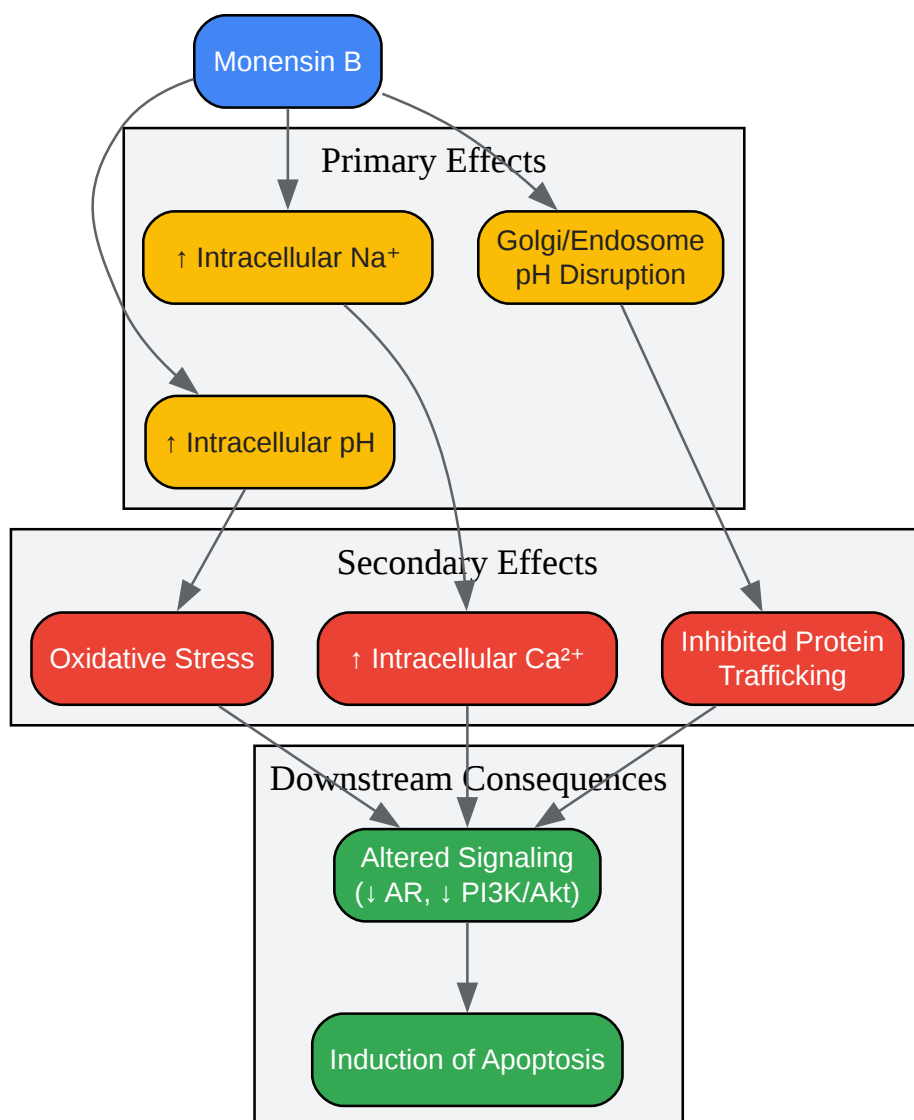 Monensin B
Primary Effects
↑ Intracellular Na⁺
Golgi/Endosome
pH Disruption
↑ Intracellular pH
Secondary Effects
Oxidative Stress
↑ Intracellular Ca²⁺
Inhibited Protein
Trafficking
Downstream Consequences
Altered Signaling
(↓ AR, ↓ PI3K/Akt)
Induction of Apoptosis